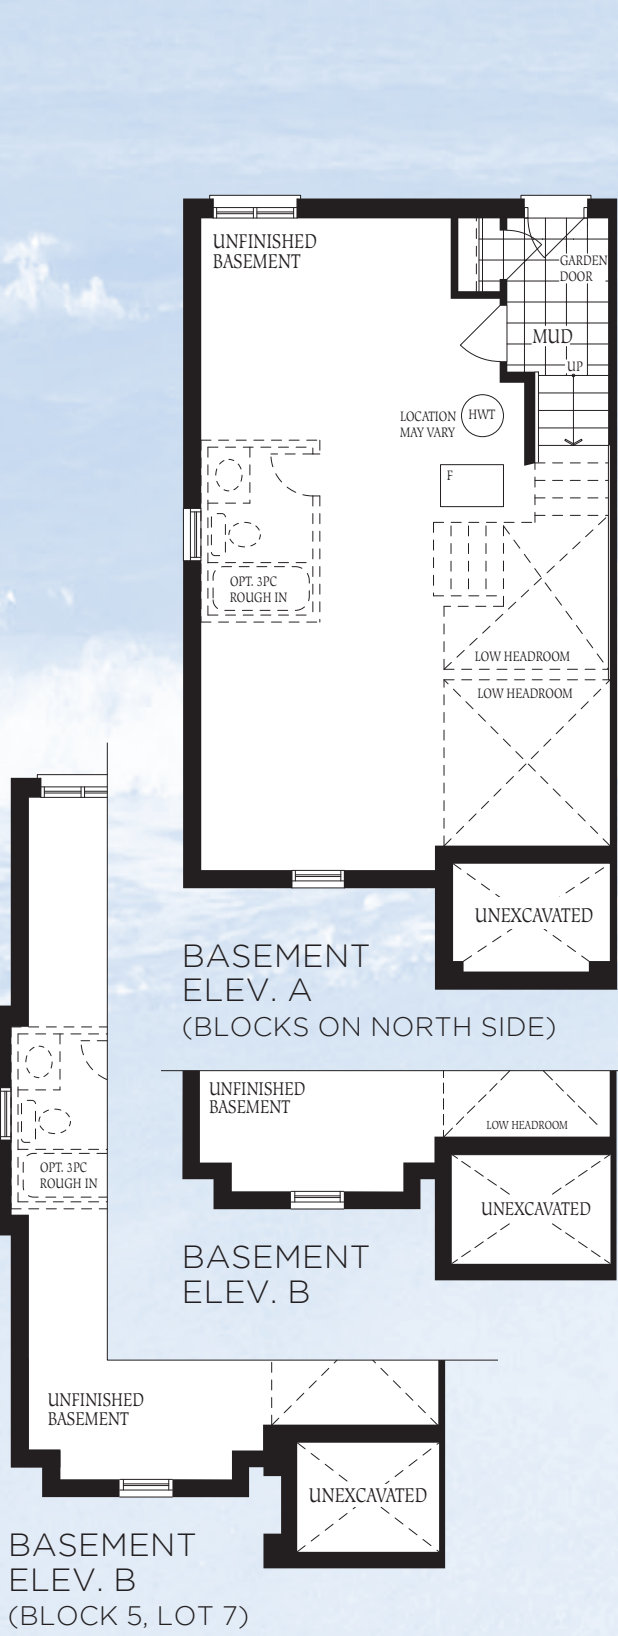 UNFINISHED
BASEMENT
GARDEN
DOOR
MUD
UP
LOCATION
MAY VARY
HWT
F
OPT. 3PC
ROUGH IN
LOW HEADROOM
LOW HEADROOM
UNEXCAVATED
BASEMENT
ELEV. A
(BLOCKS ON NORTH SIDE)
UNFINISHED
BASEMENT
LOW HEADROOM
UNEXCAVATED
BASEMENT
ELEV. B
OPT. 3PC
ROUGH IN
UNFINISHED
BASEMENT
UNEXCAVATED
BASEMENT
ELEV. B
(BLOCK 5, LOT 7)